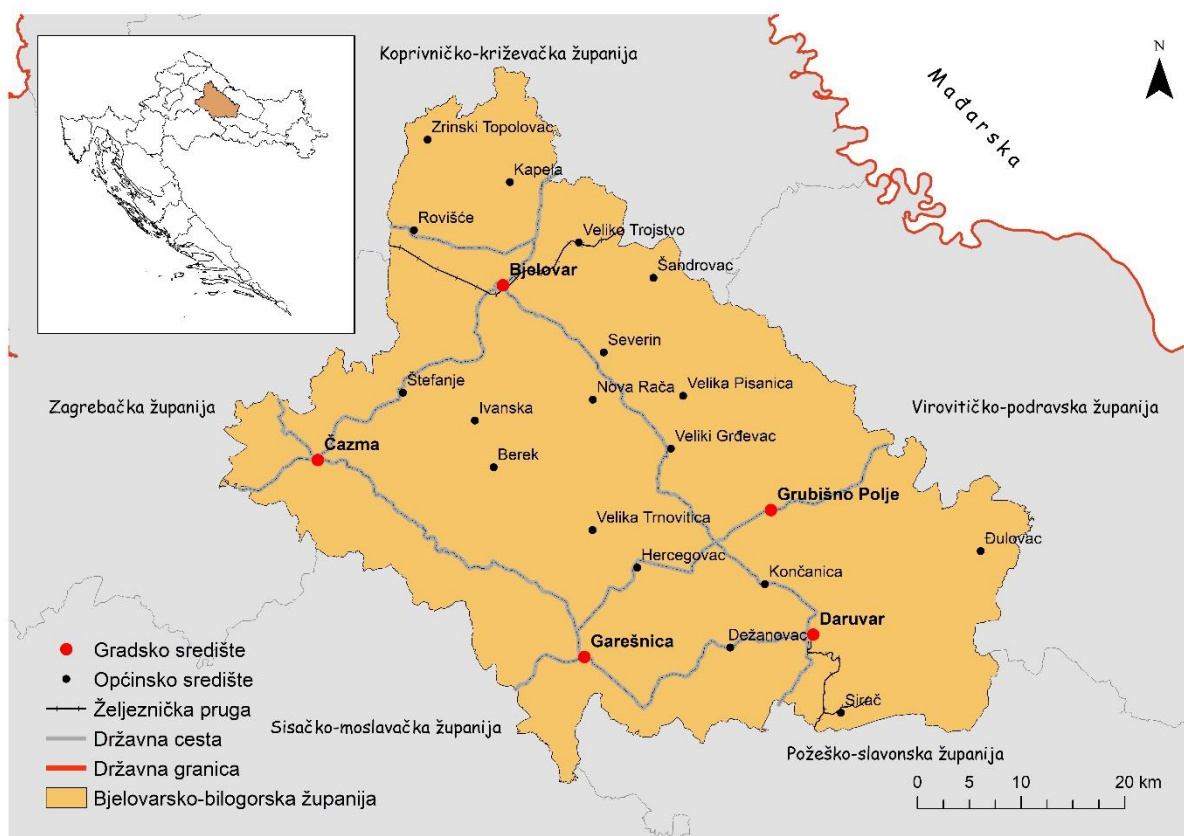 Koprivničko-križevačka županija
N
Mađarska
Zrinski Topolovac
Kapela
Rovišće
Veliko Trojstvo
Bjelovar
Šandrovac
Severin
Štefanje
Nova Rača
Velika Pisanica
Zagrebačka županija
Ivanska
Virovitičko-podravska županija
Čazma
Veliki Grđevac
Berek
Grubišno Polje
Velika Trnovitica
Đulovac
Hercegovac
Končanica
Daruvar
Garešnica
Dežanovac
Sirač
Sisačko-moslavačka županija
Požeško-slavonska županija
Gradsko središte
Općinsko središte
Željeznička pruga
Državna cesta
Državna granica
Bjelovarsko-bilogorska županija
0 5 10 20 km